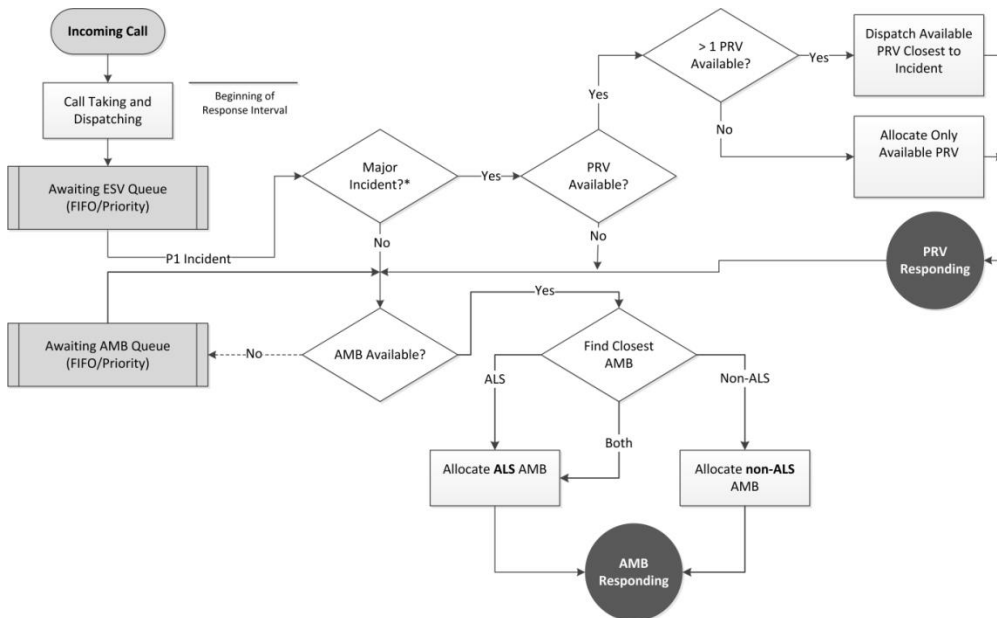 Incoming Call
Call Taking and
Dispatching
Beginning of
Response Interval
Awaiting ESV Queue
(FIFO/Priority)
P1 Incident
Major
Incident?*
Yes
No
PRV
Available?
Yes
No
> 1 PRV
Available?
Yes
No
Dispatch Available
PRV Closest to
Incident
Allocate Only
Available PRV
PRV
Responding
Awaiting AMB Queue
(FIFO/Priority)
No
AMB Available?
Yes
Find Closest
AMB
ALS
Non-ALS
Both
Allocate ALS AMB
Allocate non-ALS
AMB
AMB
Responding